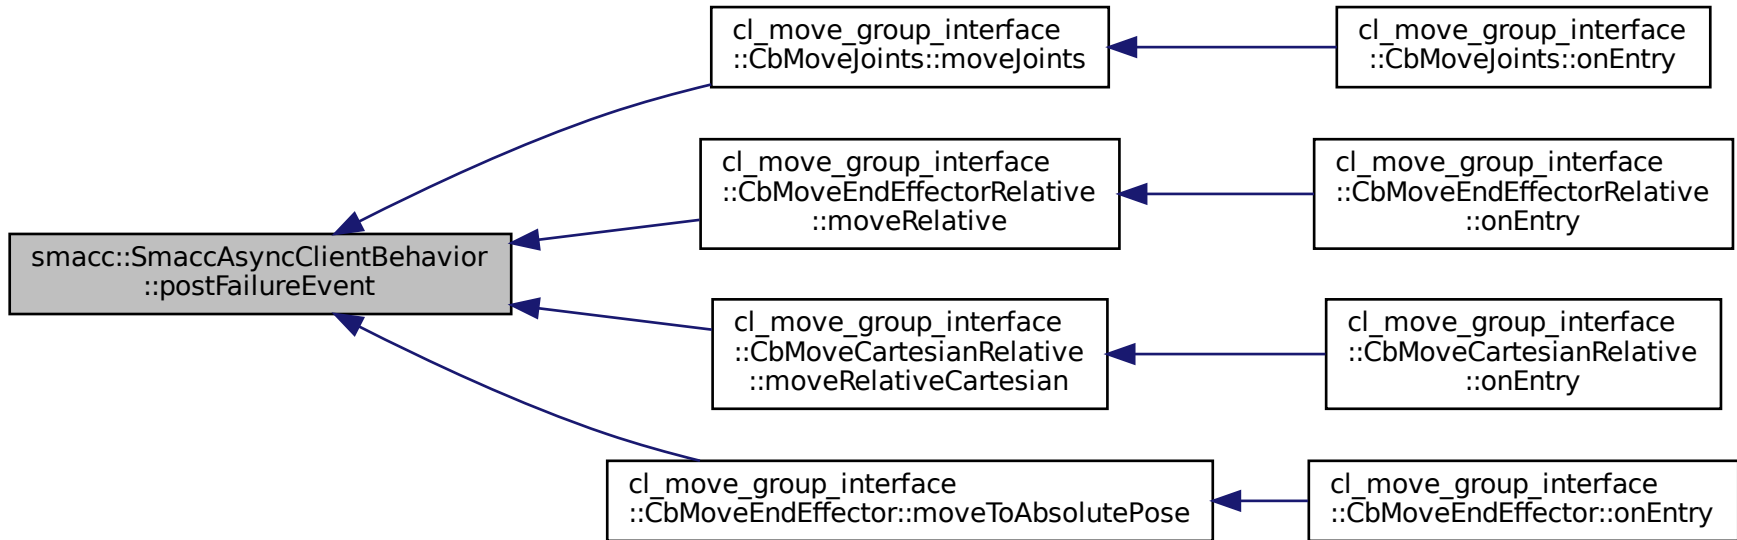 cl_move_group_interface
::CbMoveJoints::moveJoints
cl_move_group_interface
::CbMoveJoints::onEntry
cl_move_group_interface
::CbMoveEndEffectorRelative
::moveRelative
cl_move_group_interface
::CbMoveEndEffectorRelative
::onEntry
smacc::SmaccAsyncClientBehavior
::postFailureEvent
cl_move_group_interface
::CbMoveCartesianRelative
::moveRelativeCartesian
cl_move_group_interface
::CbMoveCartesianRelative
::onEntry
cl_move_group_interface
::CbMoveEndEffector::moveToAbsolutePose
cl_move_group_interface
::CbMoveEndEffector::onEntry